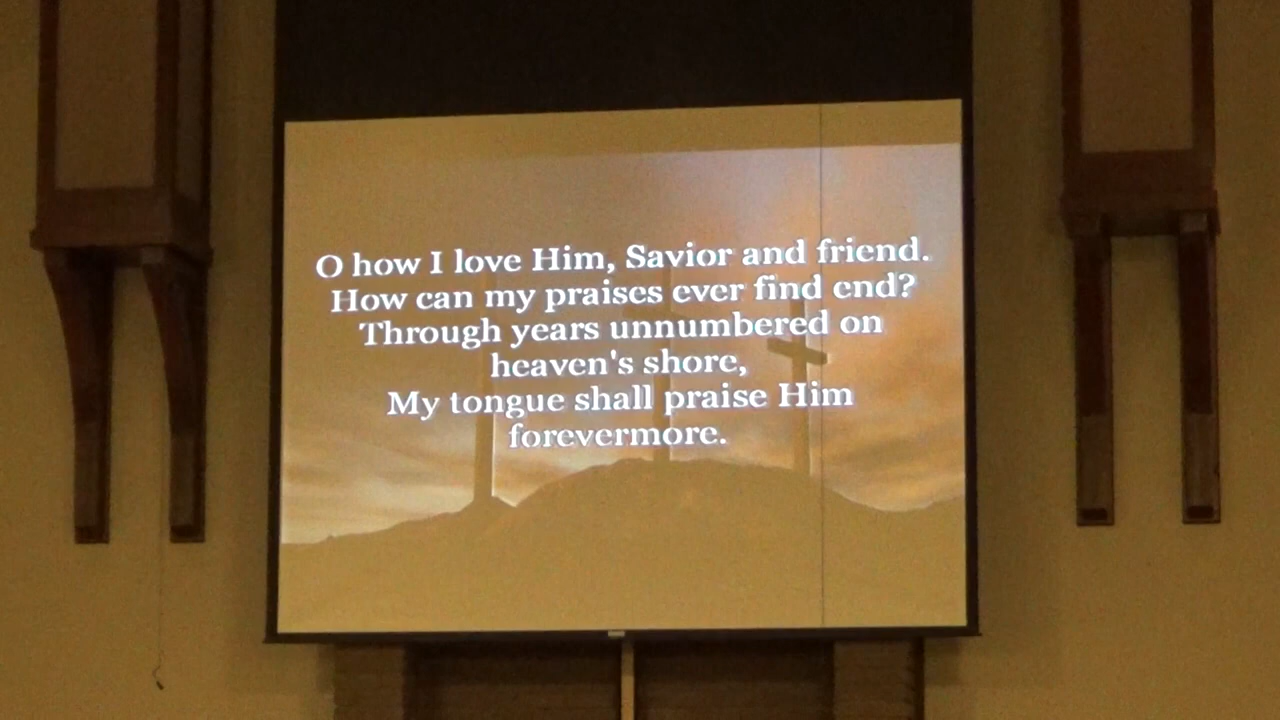 O how I love Him, Savior and friend.
How can my praises ever find end?
Through years unnumbered on
heaven's shore,
My tongue shall praise Him
forevermore.